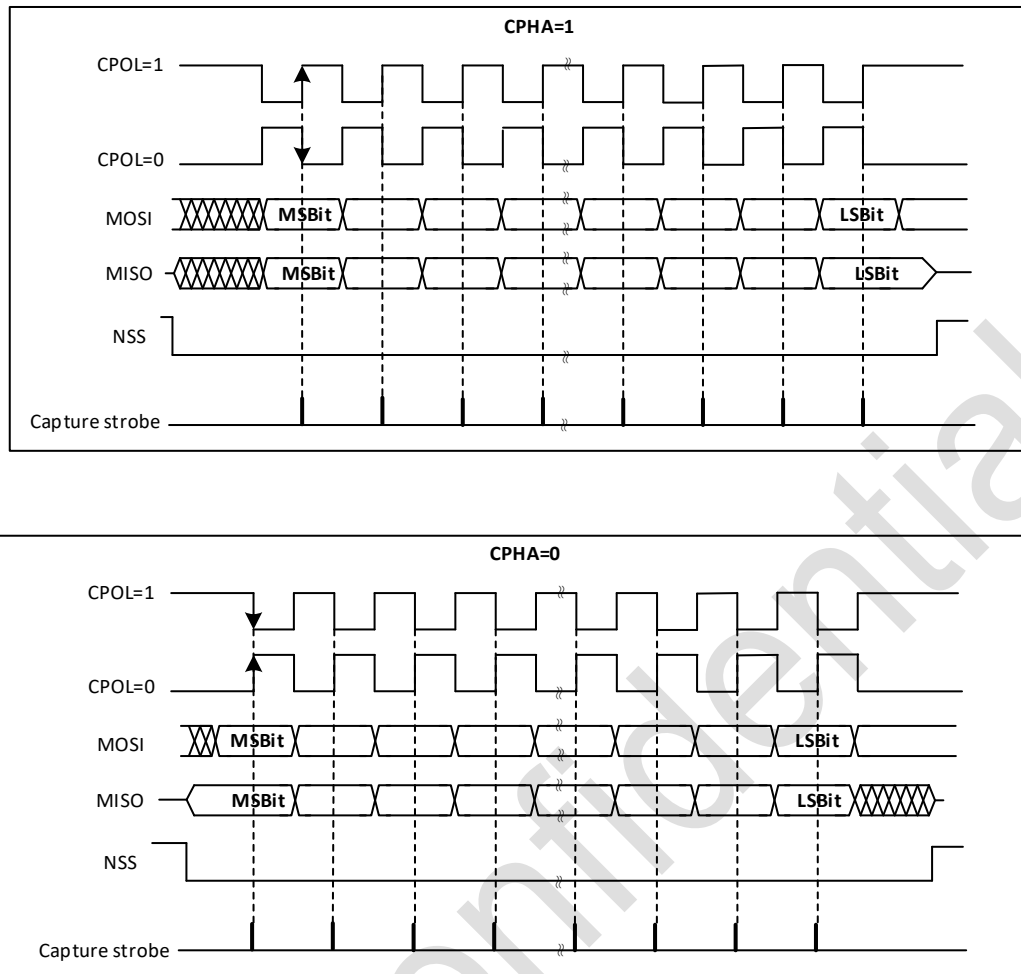 CPHA=1
CPOL=1
CPOL=0
MOSI MSBit LSBit
MISO MSBit LSBit
NSS
Capture strobe
CPHA=0
CPOL=1
CPOL=0
MOSI MSBit LSBit
MISO MSBit LSBit
NSS
Capture strobe
onfidential